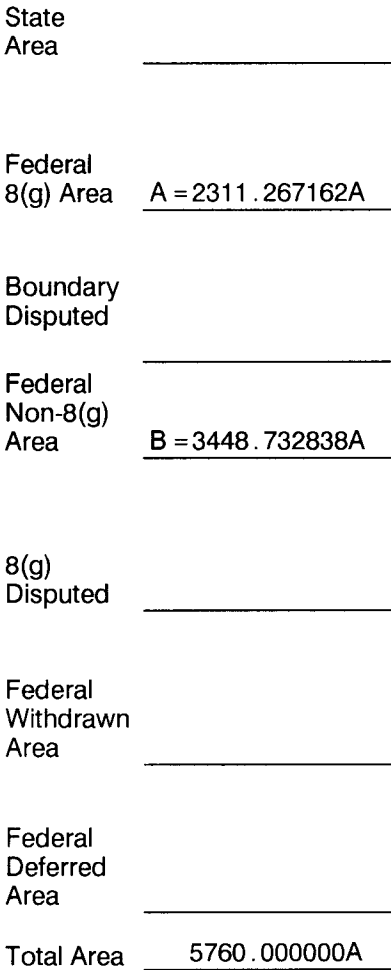 State
Area
Federal
8(g) Area A = 2311.267162A
Boundary
Disputed
Federal
Non-8(g)
Area B = 3448.732838A
8(g)
Disputed
Federal
Withdrawn
Area
Federal
Deferred
Area
Total Area 5760.000000A